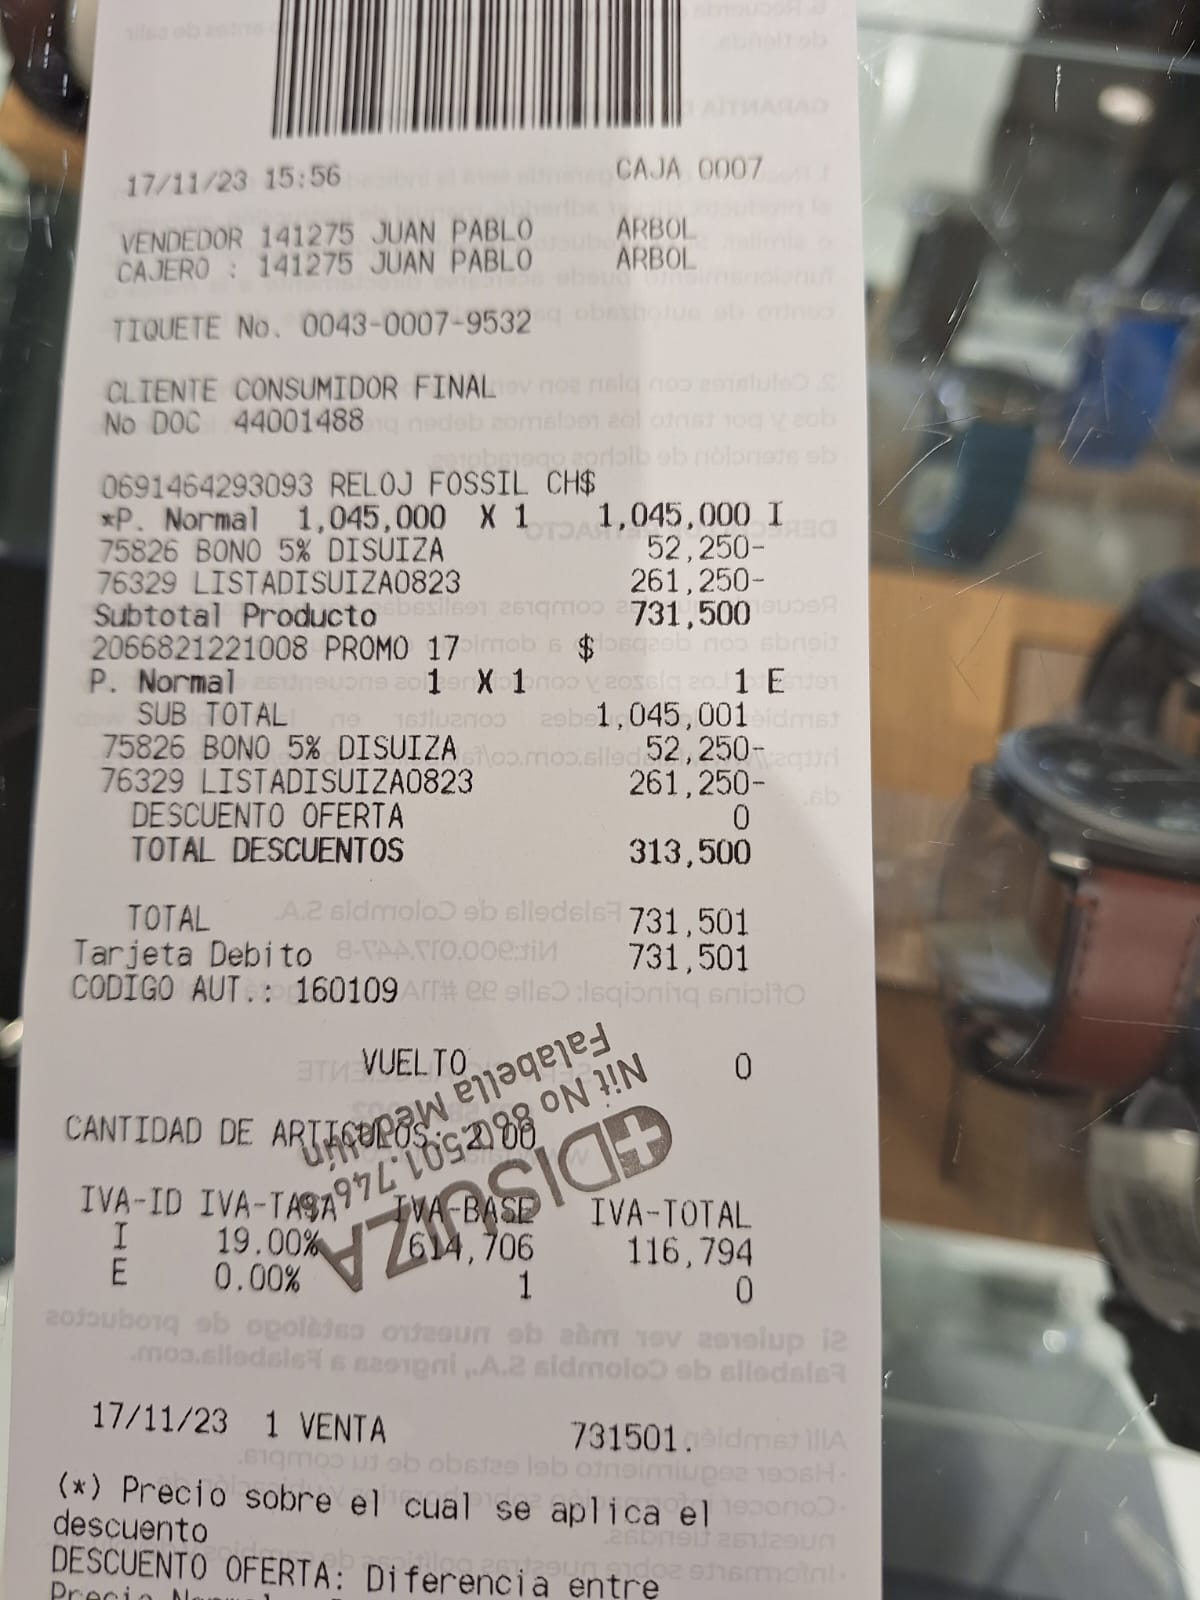 17/11/23 15:56 CAJA 0007
VENDEDOR 141275 JUAN PABLO ARBOL
CAJERO : 141275 JUAN PABLO ARBOL
TIQUETE No. 0043-0007-9532
CLIENTE CONSUMIDOR FINAL
No DOC 44001488
0691464293093 RELOJ FOSSIL CH$
*P. Normal 1,045,000 X 1 1,045,000 I
75826 BONO 5% DISUIZA 52,250-
76329 LISTADISUIZA0823 261,250-
Subtotal Producto 731,500
2066821221008 PROMO 17 $
P. Normal 1 X 1 1 E
SUB TOTAL 1,045,001
75826 BONO 5% DISUIZA 52,250-
76329 LISTADISUIZA0823 261,250-
DESCUENTO OFERTA 0
TOTAL DESCUENTOS 313,500
TOTAL 731,501
Tarjeta Debito 731,501
CODIGO AUT.: 160109
VUELTO 0
CANTIDAD DE ARTICULOS: 2.00
DISUIZA
Nit No 860.501.746
Falabella Medellín
IVA-ID IVA-TASA IVA-BASE IVA-TOTAL
I 19.00% 614,706 116,794
E 0.00% 1 0
17/11/23 1 VENTA 731501.
(*) Precio sobre el cual se aplica el
descuento
DESCUENTO OFERTA: Diferencia entre
Precio